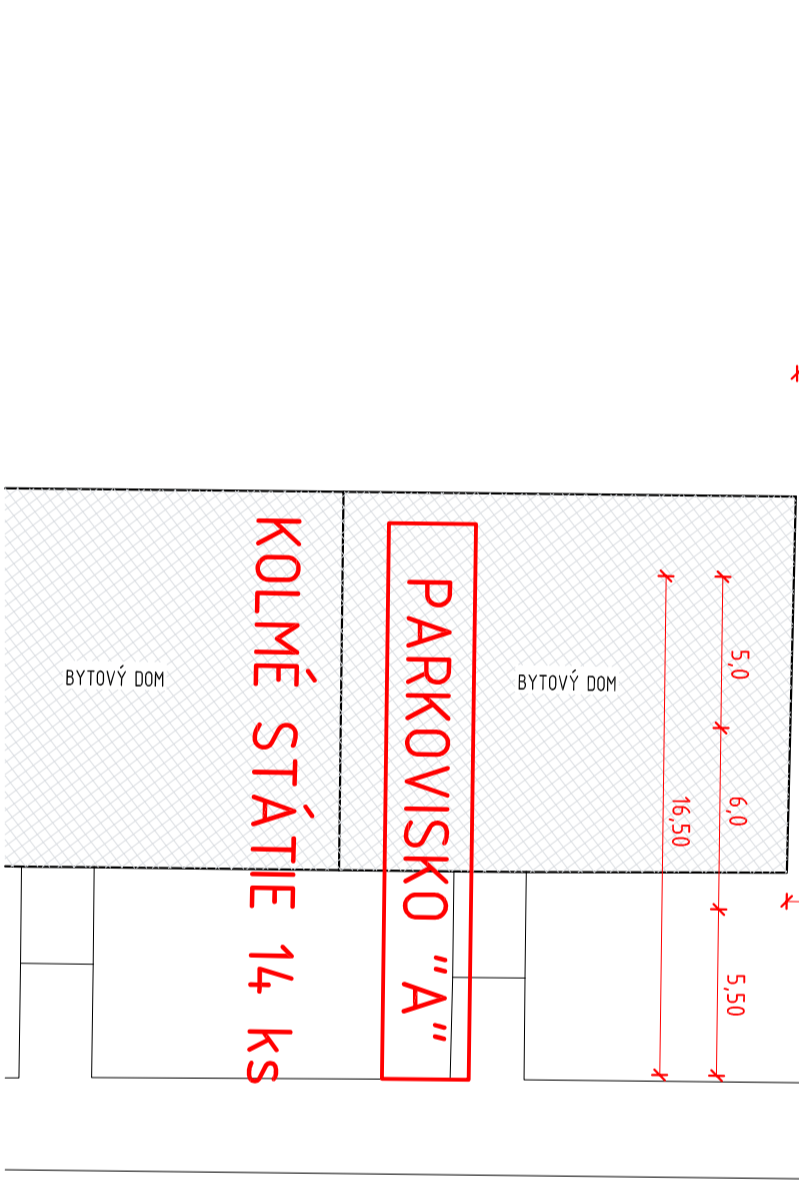 PARKOVISKO "A"
KOLMÉ STÁTIE 14 ks
BYTOVÝ DOM
BYTOVÝ DOM
5,0
6,0
5,50
16,50